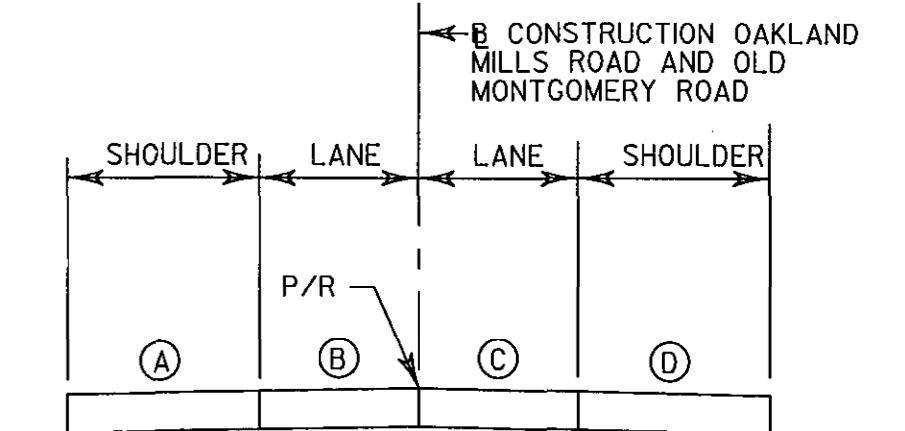 ℄ CONSTRUCTION OAKLAND
MILLS ROAD AND OLD
MONTGOMERY ROAD
SHOULDER LANE LANE SHOULDER
P/R
A B C D